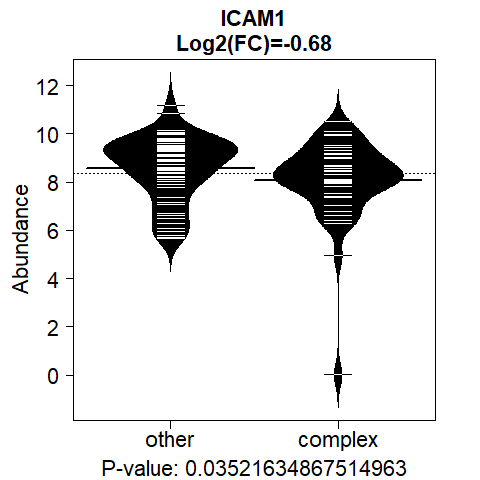 ICAM1
Log2(FC)=-0.68
Abundance
12
10
8
6
4
2
0
other complex
P-value: 0.03521634867514963